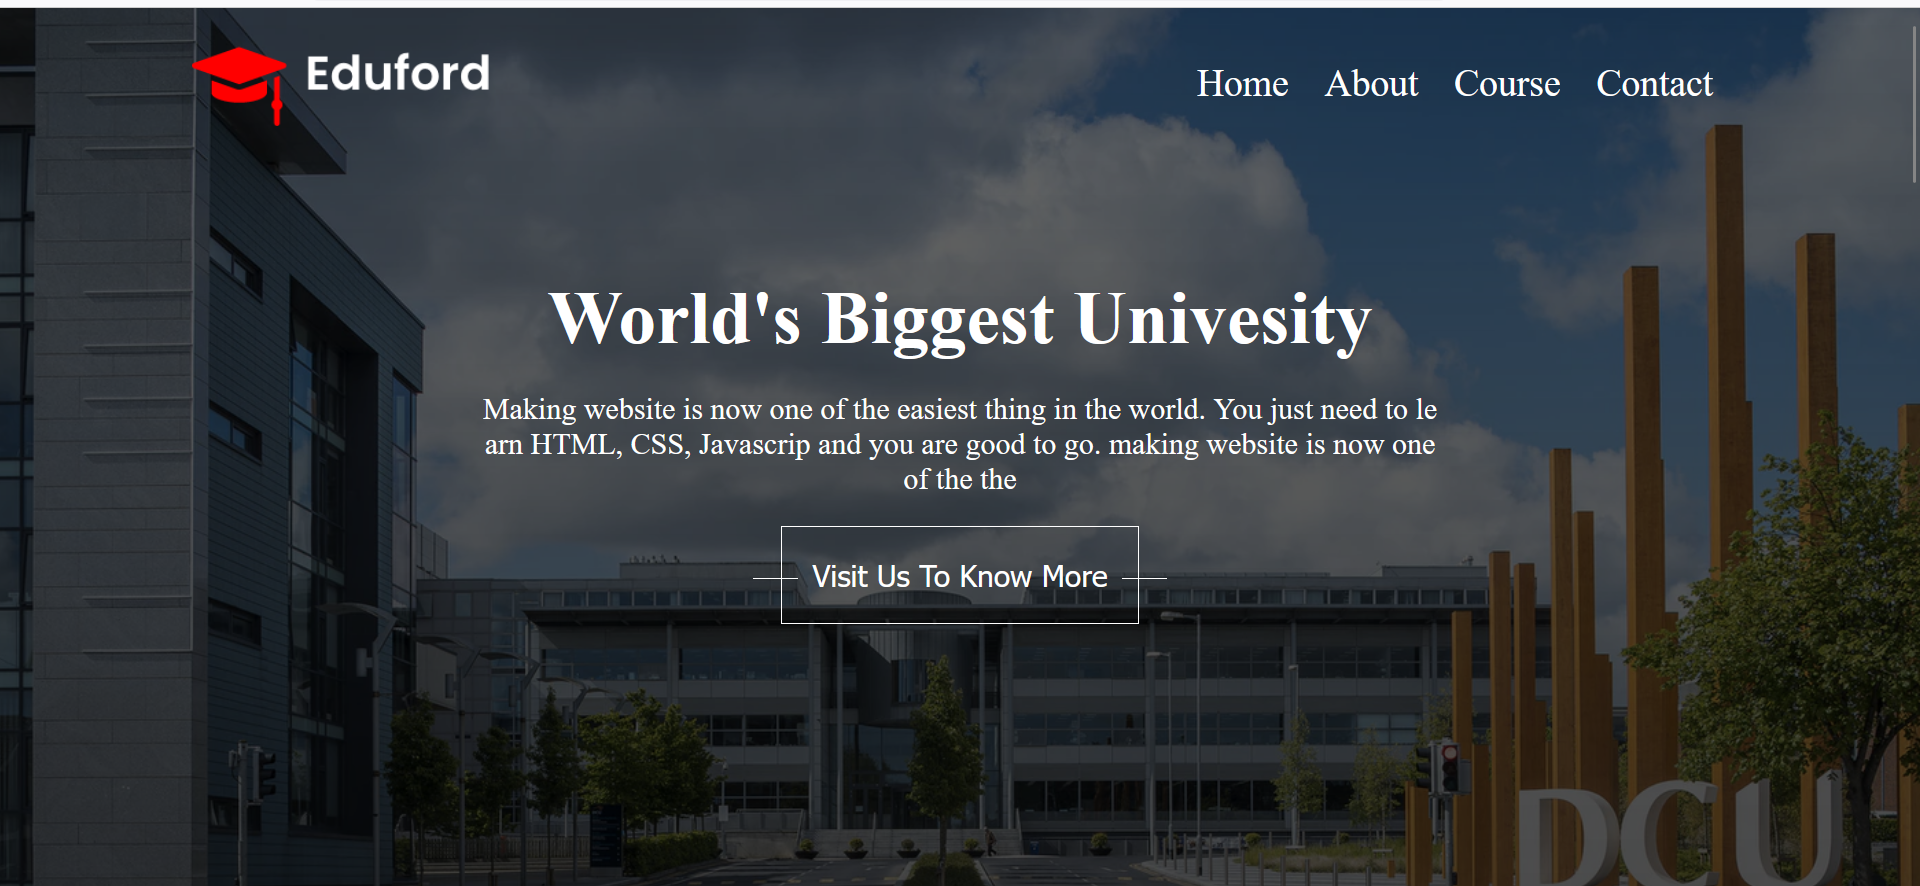 Eduford
Home About Course Contact
World's Biggest Univesity
Making website is now one of the easiest thing in the world. You just need to le
arn HTML, CSS, Javascrip and you are good to go. making website is now one
of the the
Visit Us To Know More
DCU